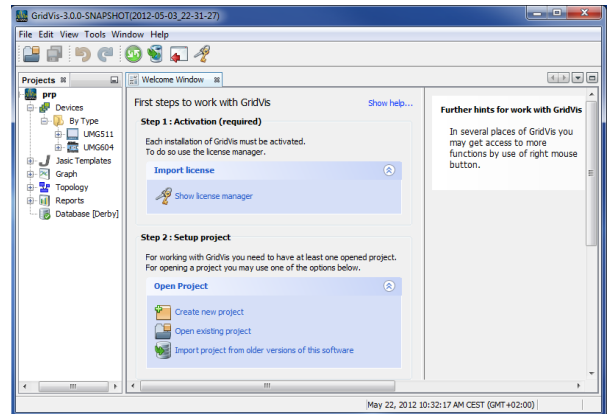 GridVis-3.0.0-SNAPSHOT(2012-05-03_22-31-27)
File Edit View Tools Window Help
Projects
prp
Devices
By Type
UMG511
UMG604
Jasic Templates
Graph
Topology
Reports
Database [Derby]
Welcome Window
First steps to work with GridVis
Show help...
Step 1 : Activation (required)
Each installation of GridVis must be activated.
To do so use the license manager.
Import license
Show license manager
Step 2 : Setup project
For working with GridVis you need to have at least one opened project.
For opening a project you may use one of the options below.
Open Project
Create new project
Open existing project
Import project from older versions of this software
Further hints for work with GridVis
In several places of GridVis you
may get access to more
functions by use of right mouse
button.
May 22, 2012 10:32:17 AM CEST (GMT+02:00)